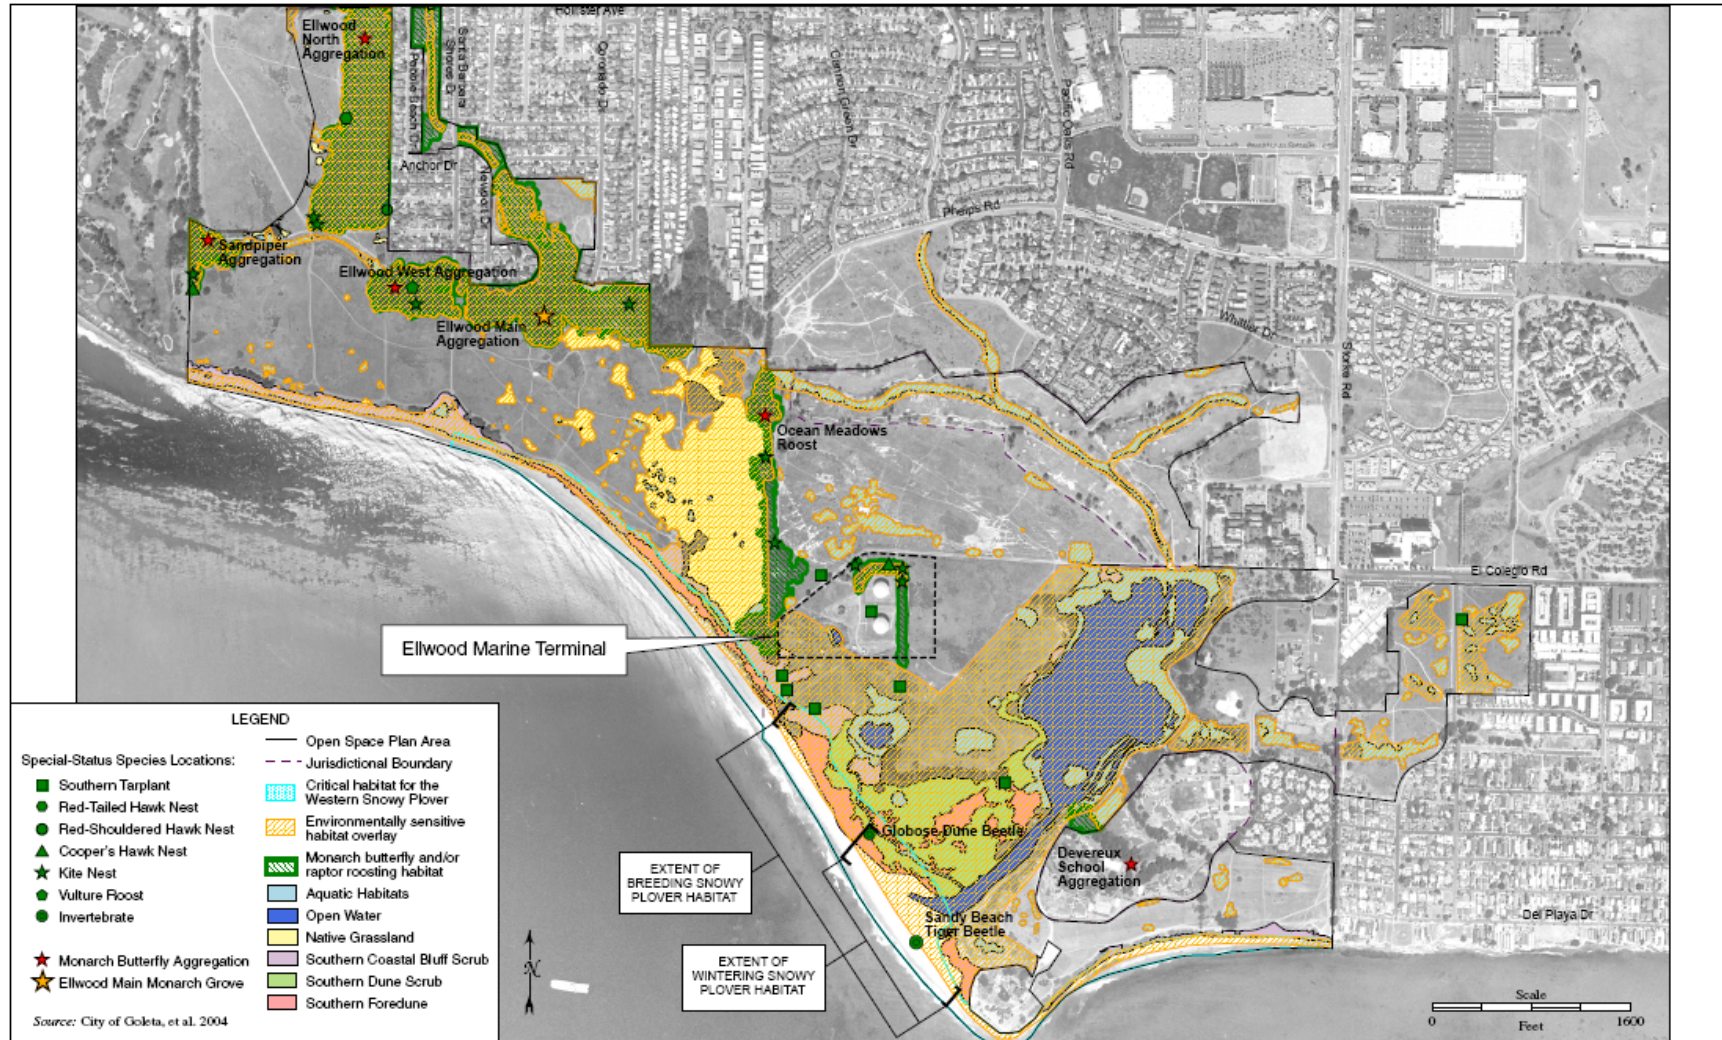 Hollister Ave
Ellwood
North
Aggregation
Pebble Beach Dr
Santa Barbara
Shores Dr
Coronado Dr
Cannon Green Dr
Pacific Oaks Rd
Anchor Dr
Newport Dr
Phelps Rd
Sandpiper
Aggregation
Ellwood West Aggregation
Ellwood Main
Aggregation
Whittier Dr
Storke Rd
Ocean Meadows
Roost
El Colegio Rd
Ellwood Marine Terminal
Globose Dune Beetle
EXTENT OF
BREEDING SNOWY
PLOVER HABITAT
Devereux
School
Aggregation
Sandy Beach
Tiger Beetle
Del Playa Dr
EXTENT OF
WINTERING SNOWY
PLOVER HABITAT
N
Scale
0 1600
Feet
LEGEND
Special-Status Species Locations:
Southern Tarplant
Red-Tailed Hawk Nest
Red-Shouldered Hawk Nest
Cooper's Hawk Nest
Kite Nest
Vulture Roost
Invertebrate
Monarch Butterfly Aggregation
Ellwood Main Monarch Grove
Open Space Plan Area
Jurisdictional Boundary
Critical habitat for the
Western Snowy Plover
Environmentally sensitive
habitat overlay
Monarch butterfly and/or
raptor roosting habitat
Aquatic Habitats
Open Water
Native Grassland
Southern Coastal Bluff Scrub
Southern Dune Scrub
Southern Foredune
Source: City of Goleta, et al. 2004